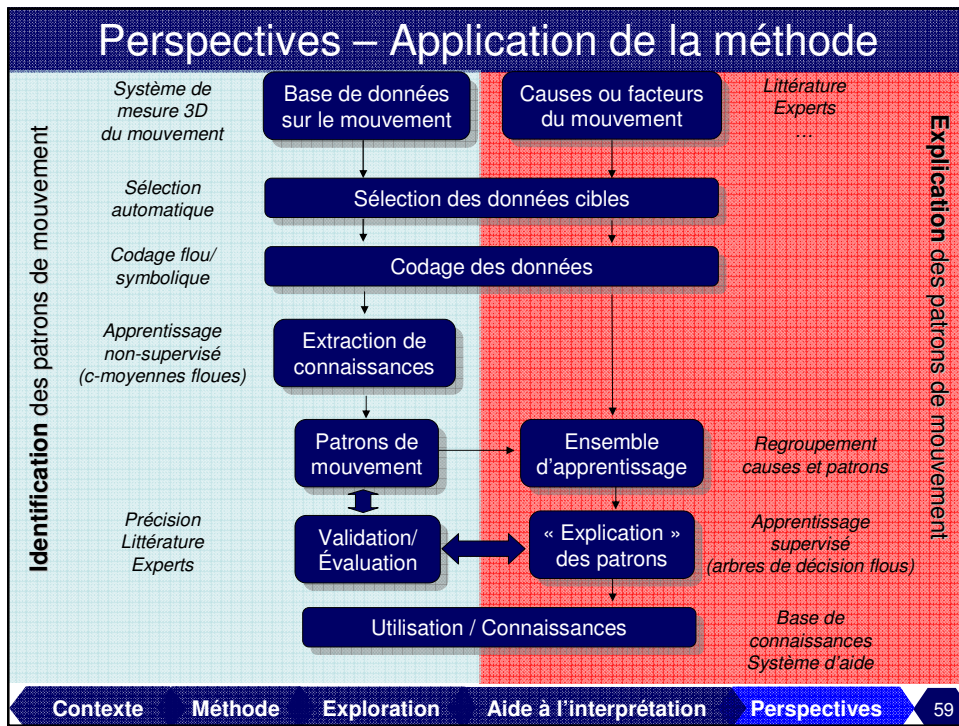 Perspectives – Application de la méthode
Système de
mesure 3D
du mouvement
Base de données
sur le mouvement
Causes ou facteurs
du mouvement
Littérature
Experts
...
Sélection
automatique
Sélection des données cibles
Codage flou/
symbolique
Codage des données
Apprentissage
non-supervisé
(c-moyennes floues)
Extraction de
connaissances
Patrons de
mouvement
Ensemble
d'apprentissage
Regroupement
causes et patrons
Précision
Littérature
Experts
Validation/
Évaluation
« Explication »
des patrons
Apprentissage
supervisé
(arbres de décision flous)
Utilisation / Connaissances
Base de
connaissances
Système d'aide
Identification des patrons de mouvement
Explication des patrons de mouvement
Contexte Méthode Exploration Aide à l'interprétation Perspectives 59